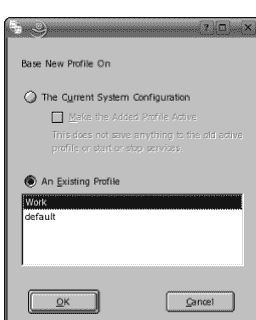 Base New Profile On
The Current System Configuration
Make the Added Profile Active
This does not save anything to the old active
profile or start or stop services.
An Existing Profile
Work
default
OK
Cancel